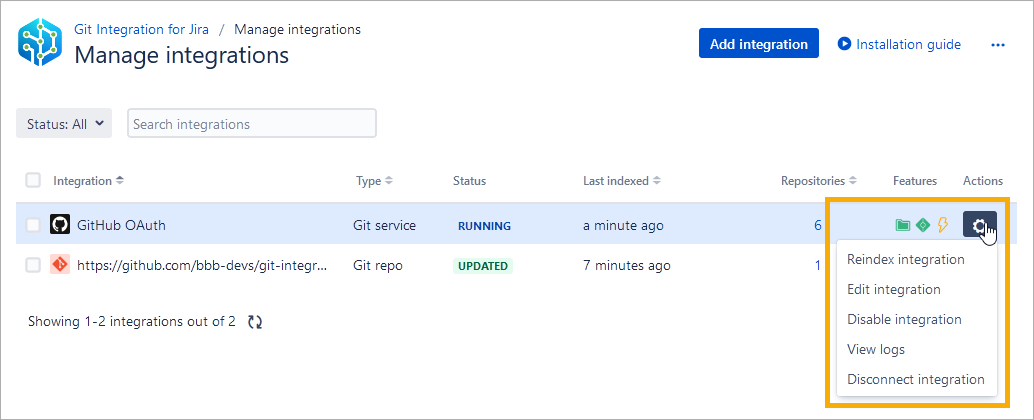 Git Integration for Jira / Manage integrations
Manage integrations
Add integration
Installation guide
Status: All
Search integrations
Integration Type Status Last indexed Repositories Features Actions
GitHub OAuth Git service RUNNING a minute ago 6
https://github.com/bbb-devs/git-integr... Git repo UPDATED 7 minutes ago 1
Reindex integration
Edit integration
Disable integration
View logs
Disconnect integration
Showing 1-2 integrations out of 2